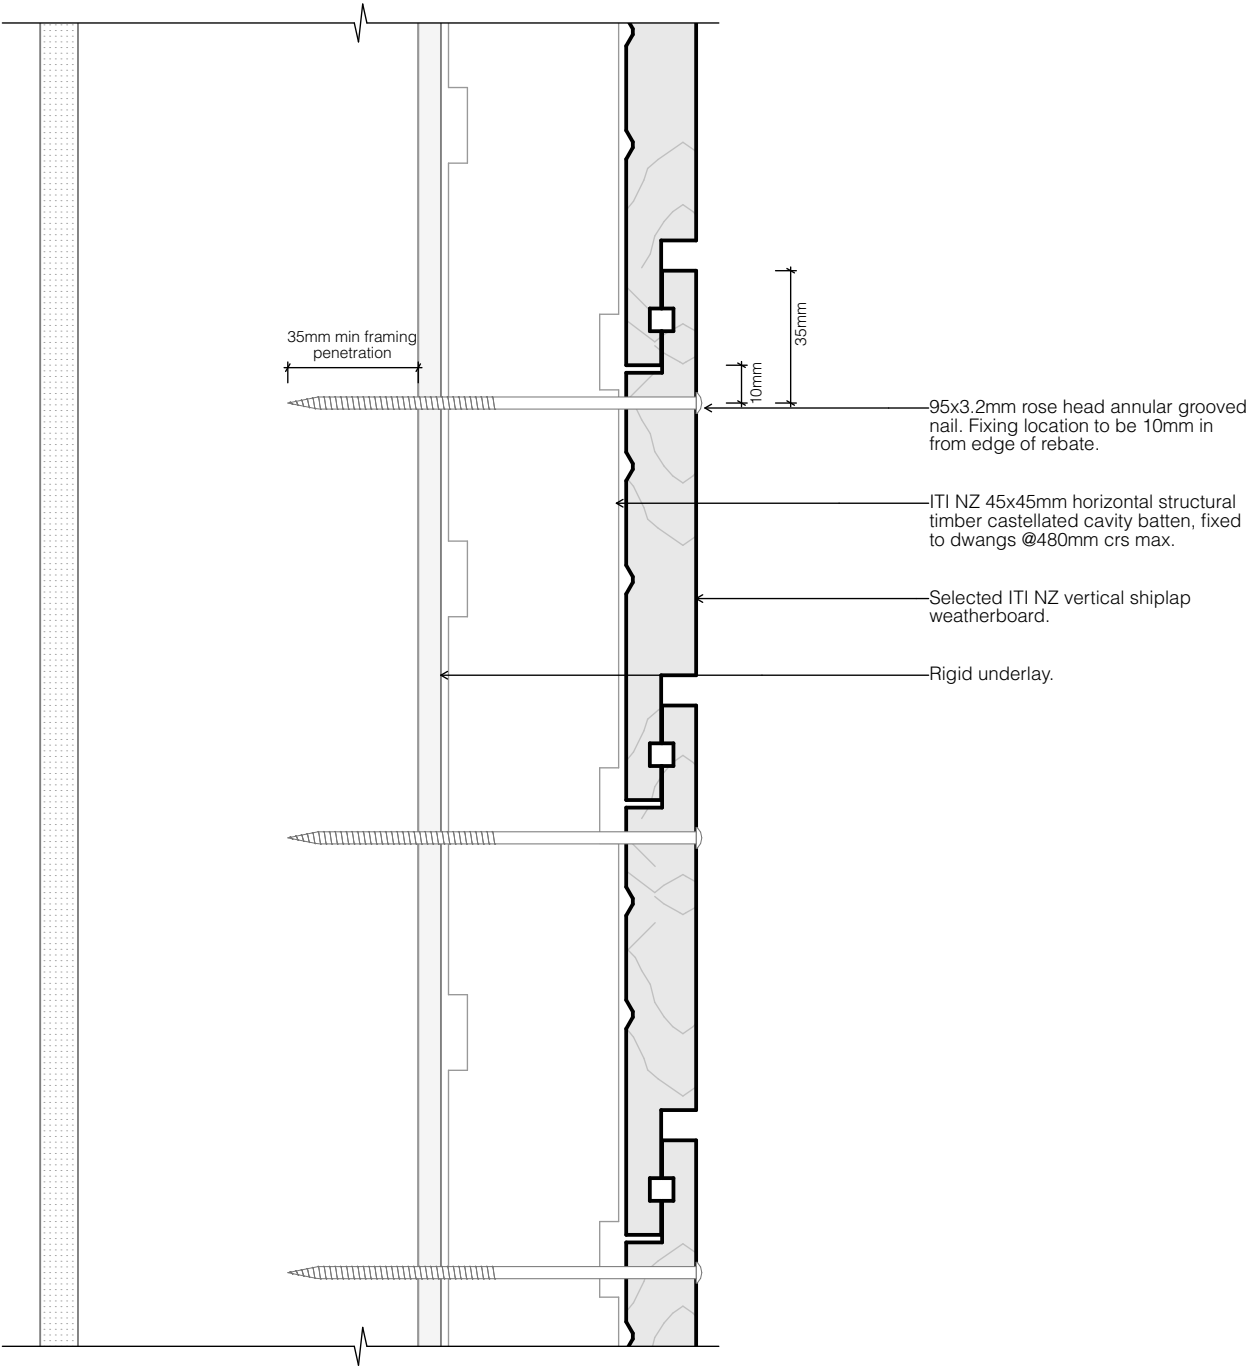 35mm min framing
penetration
35mm
10mm
95x3.2mm rose head annular grooved
nail. Fixing location to be 10mm in
from edge of rebate.
ITI NZ 45x45mm horizontal structural
timber castellated cavity batten, fixed
to dwangs @480mm crs max.
Selected ITI NZ vertical shiplap
weatherboard.
Rigid underlay.